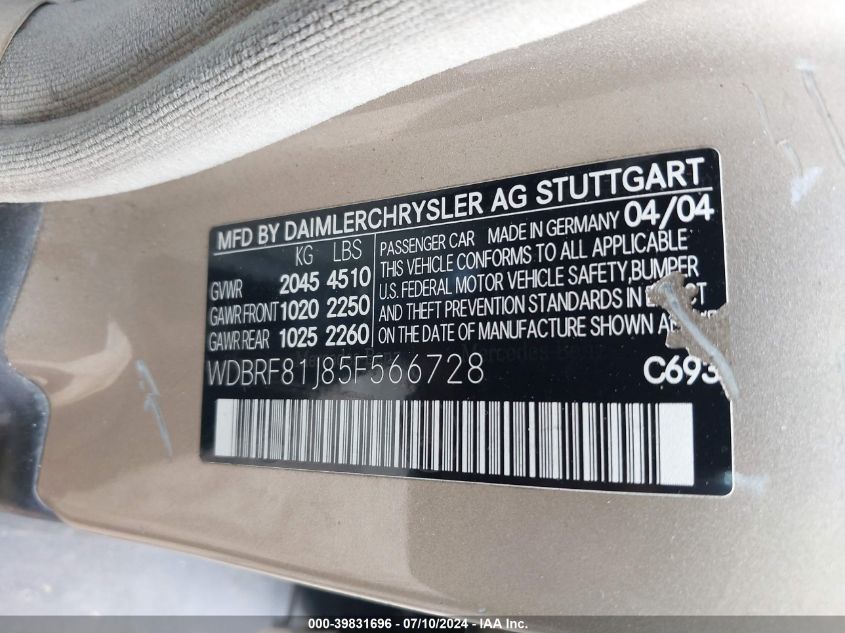 MFD BY DAIMLERCHRYSLER AG STUTTGART
KG LBS
GVWR 2045 4510
GAWR FRONT 1020 2250
GAWR REAR 1025 2260
PASSENGER CAR MADE IN GERMANY 04/04
THIS VEHICLE CONFORMS TO ALL APPLICABLE
U.S. FEDERAL MOTOR VEHICLE SAFETY,BUMPER
AND THEFT PREVENTION STANDARDS IN
ON THE DATE OF MANUFACTURE SHOWN
WDBRF81J85F566728 C693
000-39831696 - 07/10/2024 - IAA Inc.